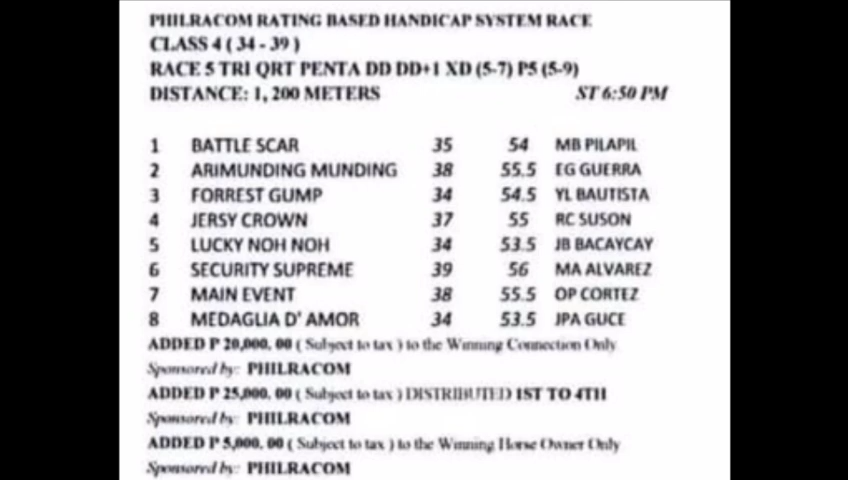 PHILRACOM RATING BASED HANDICAP SYSTEM RACE
CLASS 4 ( 34 - 39 )
RACE 5 TRI QRT PENTA DD DD+1 XD (5-7) P5 (5-9)
DISTANCE: 1, 200 METERS ST 6:50 PM
1 BATTLE SCAR 35 54 MB PILAPIL
2 ARIMUNDING MUNDING 38 55.5 EG GUERRA
3 FORREST GUMP 34 54.5 YL BAUTISTA
4 JERSY CROWN 37 55 RC SUSON
5 LUCKY NOH NOH 34 53.5 JB BACAYCAY
6 SECURITY SUPREME 39 56 MA ALVAREZ
7 MAIN EVENT 38 55.5 OP CORTEZ
8 MEDAGLIA D' AMOR 34 53.5 JPA GUCE
ADDED P 20,000. 00 ( Subject to tax ) to the Winning Connection Only
Sponsored by: PHILRACOM
ADDED P 25,000. 00 ( Subject to tax ) DISTRIBUTED 1ST TO 4TH
Sponsored by: PHILRACOM
ADDED P 5,000. 00 ( Subject to tax ) to the Winning Horse Owner Only
Sponsored by: PHILRACOM